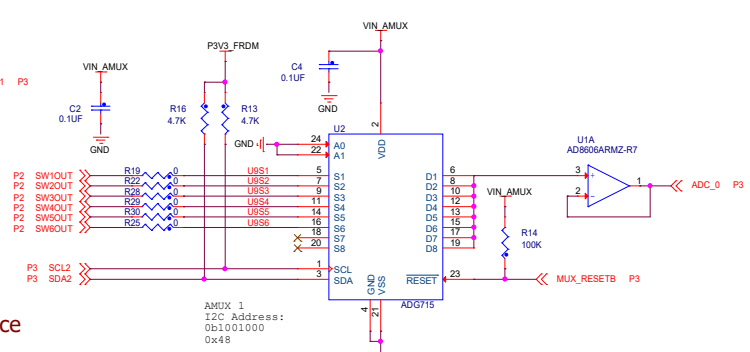 VIN_AMUX
P3V3_FRDM
C4
0.1UF
GND
VIN_AMUX
1 P3
C2
0.1UF
GND
R16
4.7K
R13
4.7K
U2
GND
24
A0
22
A1
2
VDD
U1A
AD8606ARMZ-R7
P2 SW1OUT R19 0 U9S1 5 S1 D1 6
P2 SW2OUT R22 0 U9S2 7 S2 D2 8
P2 SW3OUT R28 0 U9S3 9 S3 D3 10
P2 SW4OUT R29 0 U9S4 11 S4 D4 12
P2 SW5OUT R30 0 U9S5 14 S5 D5 13
P2 SW6OUT R25 0 U9S6 16 S6 D6 15
18 S7 D7 17
20 S8 D8 19
3 +
2 -
1
ADC_0 P3
VIN_AMUX
R14
100K
P3 SCL2 1 SCL
P3 SDA2 3 SDA
RESET 23
MUX_RESETB P3
GND
VSS
4
21
ADG715
AMUX 1
I2C Address:
0b1001000
0x48
ce